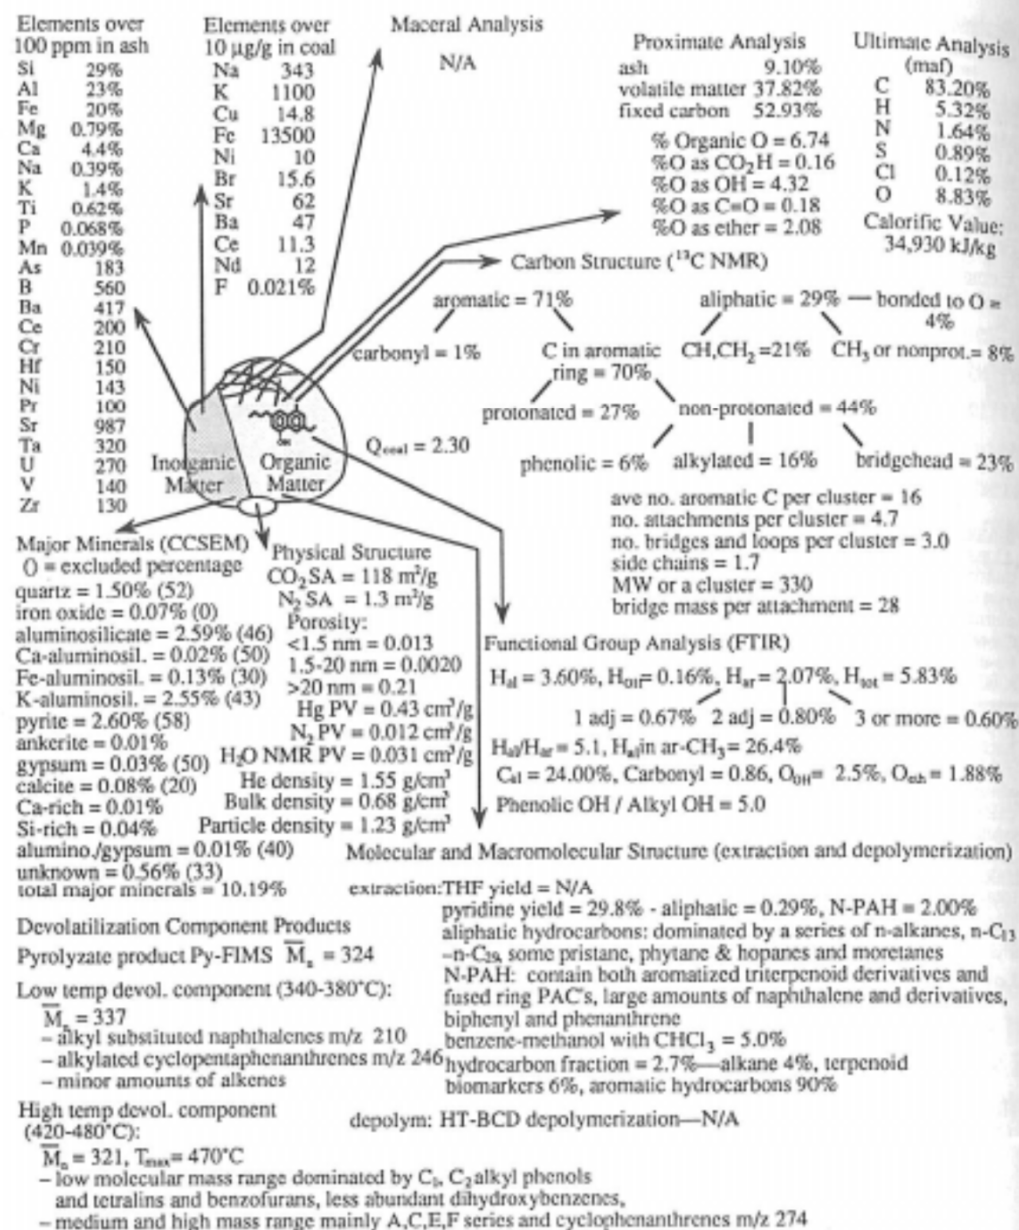 Elements over
100 ppm in ash
Si 29%
Al 23%
Fe 20%
Mg 0.79%
Ca 4.4%
Na 0.39%
K 1.4%
Ti 0.62%
P 0.068%
Mn 0.039%
As 183
B 560
Ba 417
Ce 200
Cr 210
Hf 150
Ni 143
Pr 100
Sr 987
Ta 320
U 270
V 140
Zr 130
Elements over
10 µg/g in coal
Na 343
K 1100
Cu 14.8
Fe 13500
Ni 10
Br 15.6
Sr 62
Ba 47
Ce 11.3
Nd 12
F 0.021%
Maceral Analysis
N/A
Proximate Analysis
ash 9.10%
volatile matter 37.82%
fixed carbon 52.93%
% Organic O = 6.74
%O as CO₂H = 0.16
%O as OH = 4.32
%O as C=O = 0.18
%O as ether = 2.08
Ultimate Analysis
(maf)
C 83.20%
H 5.32%
N 1.64%
S 0.89%
Cl 0.12%
O 8.83%
Calorific Value:
34,930 kJ/kg
Carbon Structure (¹³C NMR)
aromatic = 71%
aliphatic = 29% — bonded to O =
4%
carbonyl = 1%
C in aromatic
ring = 70%
CH,CH₂ =21%
CH₃ or nonprot.= 8%
protonated = 27%
non-protonated = 44%
phenolic = 6%
alkylated = 16%
bridgehead = 23%
ave no. aromatic C per cluster = 16
no. attachments per cluster = 4.7
no. bridges and loops per cluster = 3.0
side chains = 1.7
MW or a cluster = 330
bridge mass per attachment = 28
Inorganic
Matter
Organic
Matter
OH
Q coal = 2.30
Major Minerals (CCSEM)
() = excluded percentage
quartz = 1.50% (52)
iron oxide = 0.07% (0)
aluminosilicate = 2.59% (46)
Ca-aluminosil. = 0.02% (50)
Fe-aluminosil. = 0.13% (30)
K-aluminosil. = 2.55% (43)
pyrite = 2.60% (58)
ankerite = 0.01%
gypsum = 0.03% (50)
calcite = 0.08% (20)
Ca-rich = 0.01%
Si-rich = 0.04%
alumino./gypsum = 0.01% (40)
unknown = 0.56% (33)
total major minerals = 10.19%
Physical Structure
CO₂ SA = 118 m²/g
N₂ SA = 1.3 m²/g
Porosity:
<1.5 nm = 0.013
1.5-20 nm = 0.0020
>20 nm = 0.21
Hg PV = 0.43 cm³/g
N₂ PV = 0.012 cm³/g
H₂O NMR PV = 0.031 cm³/g
He density = 1.55 g/cm³
Bulk density = 0.68 g/cm³
Particle density = 1.23 g/cm³
Functional Group Analysis (FTIR)
H al = 3.60%, H OH= 0.16%, H ar = 2.07%, H tot = 5.83%
1 adj = 0.67% 2 adj = 0.80% 3 or more = 0.60%
H al/H ar = 5.1, H al in ar-CH₃ = 26.4%
C al = 24.00%, Carbonyl = 0.86, O OH = 2.5%, O eth = 1.88%
Phenolic OH / Alkyl OH = 5.0
Molecular and Macromolecular Structure (extraction and depolymerization)
extraction:THF yield = N/A
pyridine yield = 29.8% - aliphatic = 0.29%, N-PAH = 2.00%
aliphatic hydrocarbons: dominated by a series of n-alkanes, n-C₁₃
–n-C₂₉, some pristane, phytane & hopanes and moretanes
N-PAH: contain both aromatized triterpenoid derivatives and
fused ring PAC's, large amounts of naphthalene and derivatives,
biphenyl and phenanthrene
benzene-methanol with CHCl₃ = 5.0%
hydrocarbon fraction = 2.7%—alkane 4%, terpenoid
biomarkers 6%, aromatic hydrocarbons 90%
depolym: HT-BCD depolymerization—N/A
Devolatilization Component Products
Pyrolyzate product Py-FIMS M̅ₙ = 324
Low temp devol. component (340-380°C):
M̅ₙ = 337
– alkyl substituted naphthalenes m/z 210
– alkylated cyclopentaphenanthrenes m/z 246
– minor amounts of alkenes
High temp devol. component
(420-480°C):
M̅ₙ = 321, T max = 470°C
– low molecular mass range dominated by C₁, C₂ alkyl phenols
and tetralins and benzofurans, less abundant dihydroxybenzenes,
– medium and high mass range mainly A,C,E,F series and cyclophenanthrenes m/z 274